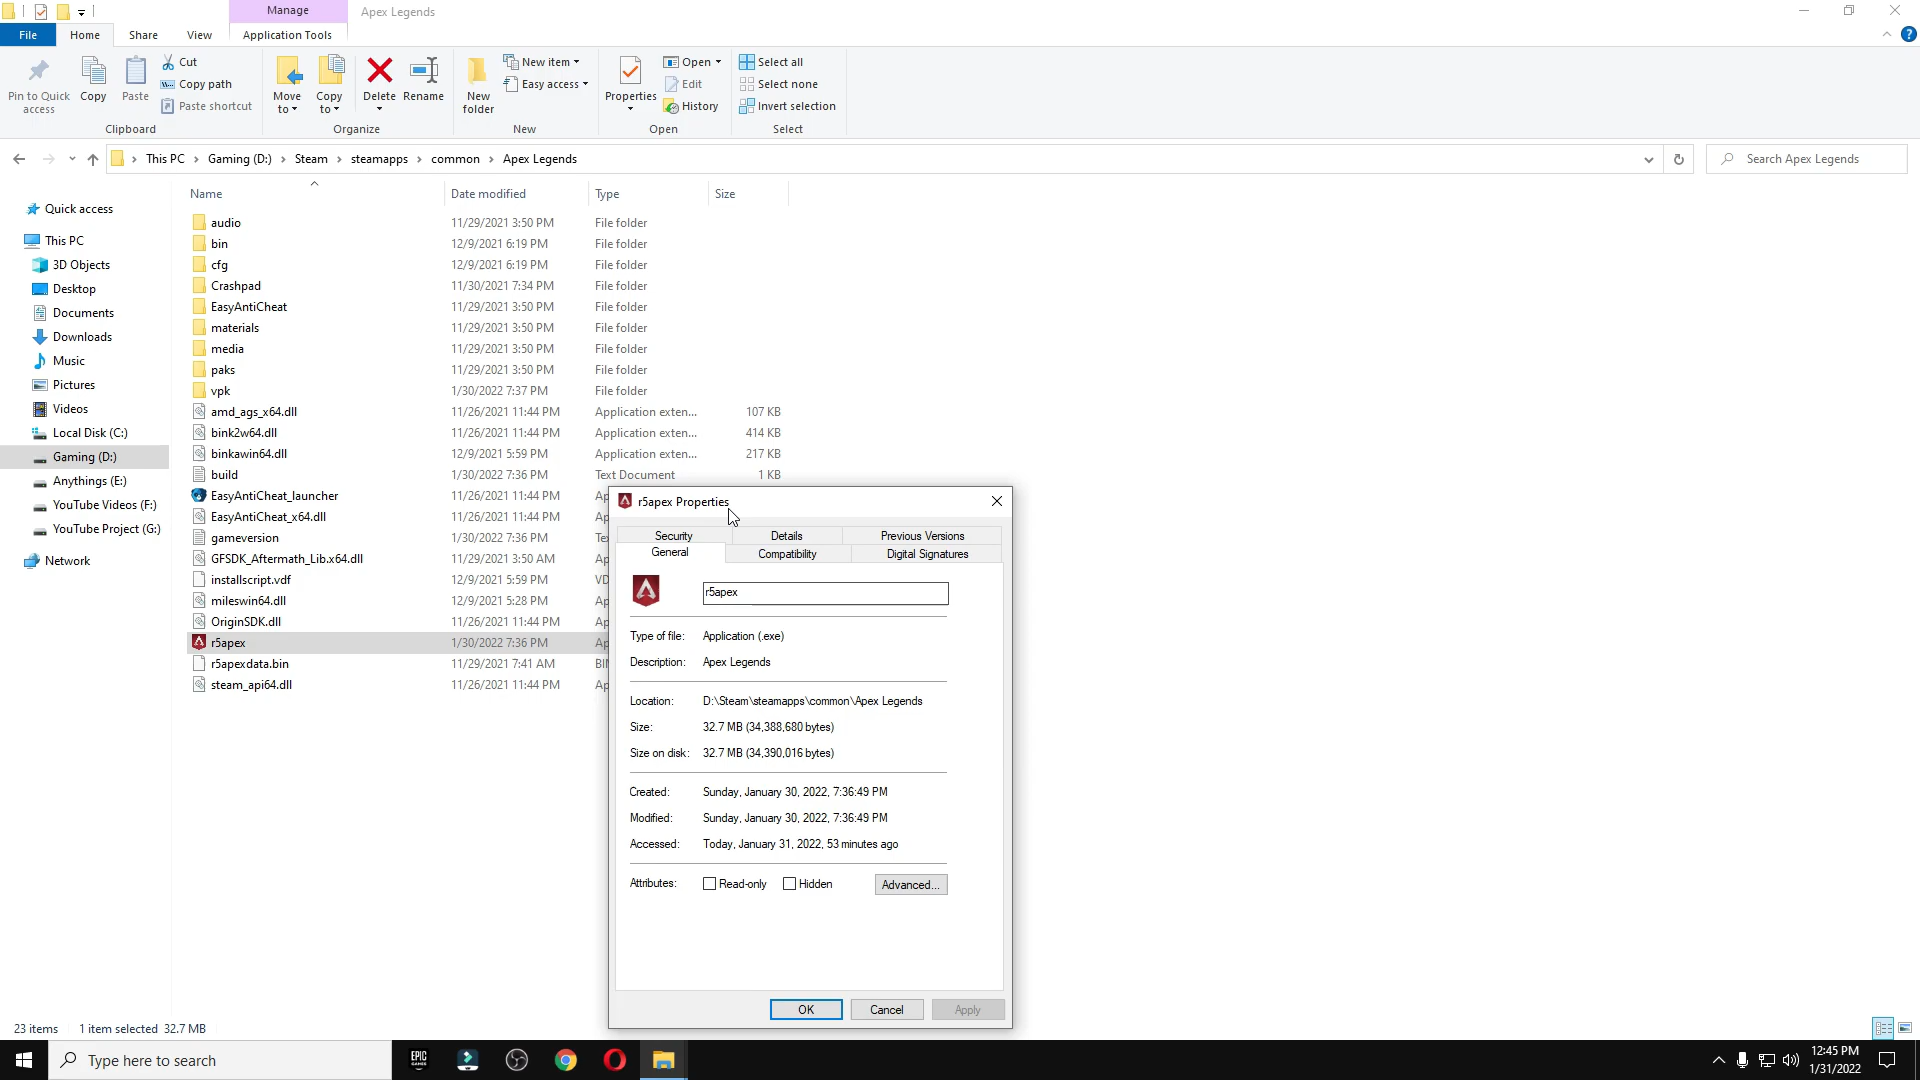 Manage
Apex Legends
File
Home
Share
View
Application Tools
Pin to Quick access
Copy
Paste
Cut
Copy path
Paste shortcut
Clipboard
Move to
Copy to
Delete
Rename
Organize
New folder
New item
Easy access
New
Properties
Open
Edit
History
Open
Select all
Select none
Invert selection
Select
This PC › Gaming (D:) › Steam › steamapps › common › Apex Legends
Search Apex Legends
Name Date modified Type Size
Quick access
This PC
3D Objects
Desktop
Documents
Downloads
Music
Pictures
Videos
Local Disk (C:)
Gaming (D:)
Anythings (E:)
YouTube Videos (F:)
YouTube Project (G:)
Network
audio 11/29/2021 3:50 PM File folder
bin 12/9/2021 6:19 PM File folder
cfg 12/9/2021 6:19 PM File folder
Crashpad 11/30/2021 7:34 PM File folder
EasyAntiCheat 11/29/2021 3:50 PM File folder
materials 11/29/2021 3:50 PM File folder
media 11/29/2021 3:50 PM File folder
paks 11/29/2021 3:50 PM File folder
vpk 1/30/2022 7:37 PM File folder
amd_ags_x64.dll 11/26/2021 11:44 PM Application exten... 107 KB
bink2w64.dll 11/26/2021 11:44 PM Application exten... 414 KB
binkawin64.dll 12/9/2021 5:59 PM Application exten... 217 KB
build 1/30/2022 7:36 PM Text Document 1 KB
EasyAntiCheat_launcher 11/26/2021 11:44 PM Ap
EasyAntiCheat_x64.dll 11/26/2021 11:44 PM Ap
gameversion 1/30/2022 7:36 PM Te
GFSDK_Aftermath_Lib.x64.dll 11/29/2021 3:50 AM Ap
installscript.vdf 12/9/2021 5:59 PM VD
mileswin64.dll 12/9/2021 5:28 PM Ap
OriginSDK.dll 11/26/2021 11:44 PM Ap
r5apex 1/30/2022 7:36 PM Ap
r5apexdata.bin 11/29/2021 7:41 AM BI
steam_api64.dll 11/26/2021 11:44 PM Ap
r5apex Properties
Security Details Previous Versions
General Compatibility Digital Signatures
r5apex
Type of file: Application (.exe)
Description: Apex Legends
Location: D:\Steam\steamapps\common\Apex Legends
Size: 32.7 MB (34,388,680 bytes)
Size on disk: 32.7 MB (34,390,016 bytes)
Created: Sunday, January 30, 2022, 7:36:49 PM
Modified: Sunday, January 30, 2022, 7:36:49 PM
Accessed: Today, January 31, 2022, 53 minutes ago
Attributes: Read-only Hidden Advanced...
OK Cancel Apply
23 items 1 item selected 32.7 MB
Type here to search
EPIC GAMES
12:45 PM
1/31/2022